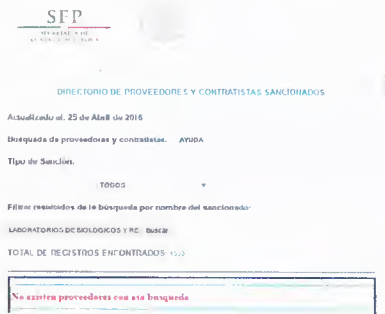 SFP
SECRETARÍA DE
DIRECTORIO DE PROVEEDORES Y CONTRATISTAS SANCIONADOS
Actualizado al: 25 de Abril de 2016
Búsqueda de proveedores y contratistas. AYUDA
Tipo de Sanción.
TODOS
Filtrar resultados de la búsqueda por nombre del sancionado:
LABORATORIOS DE BIOLOGICOS Y RE Buscar
TOTAL DE REGISTROS ENCONTRADOS:
No existen proveedores con esa busqueda